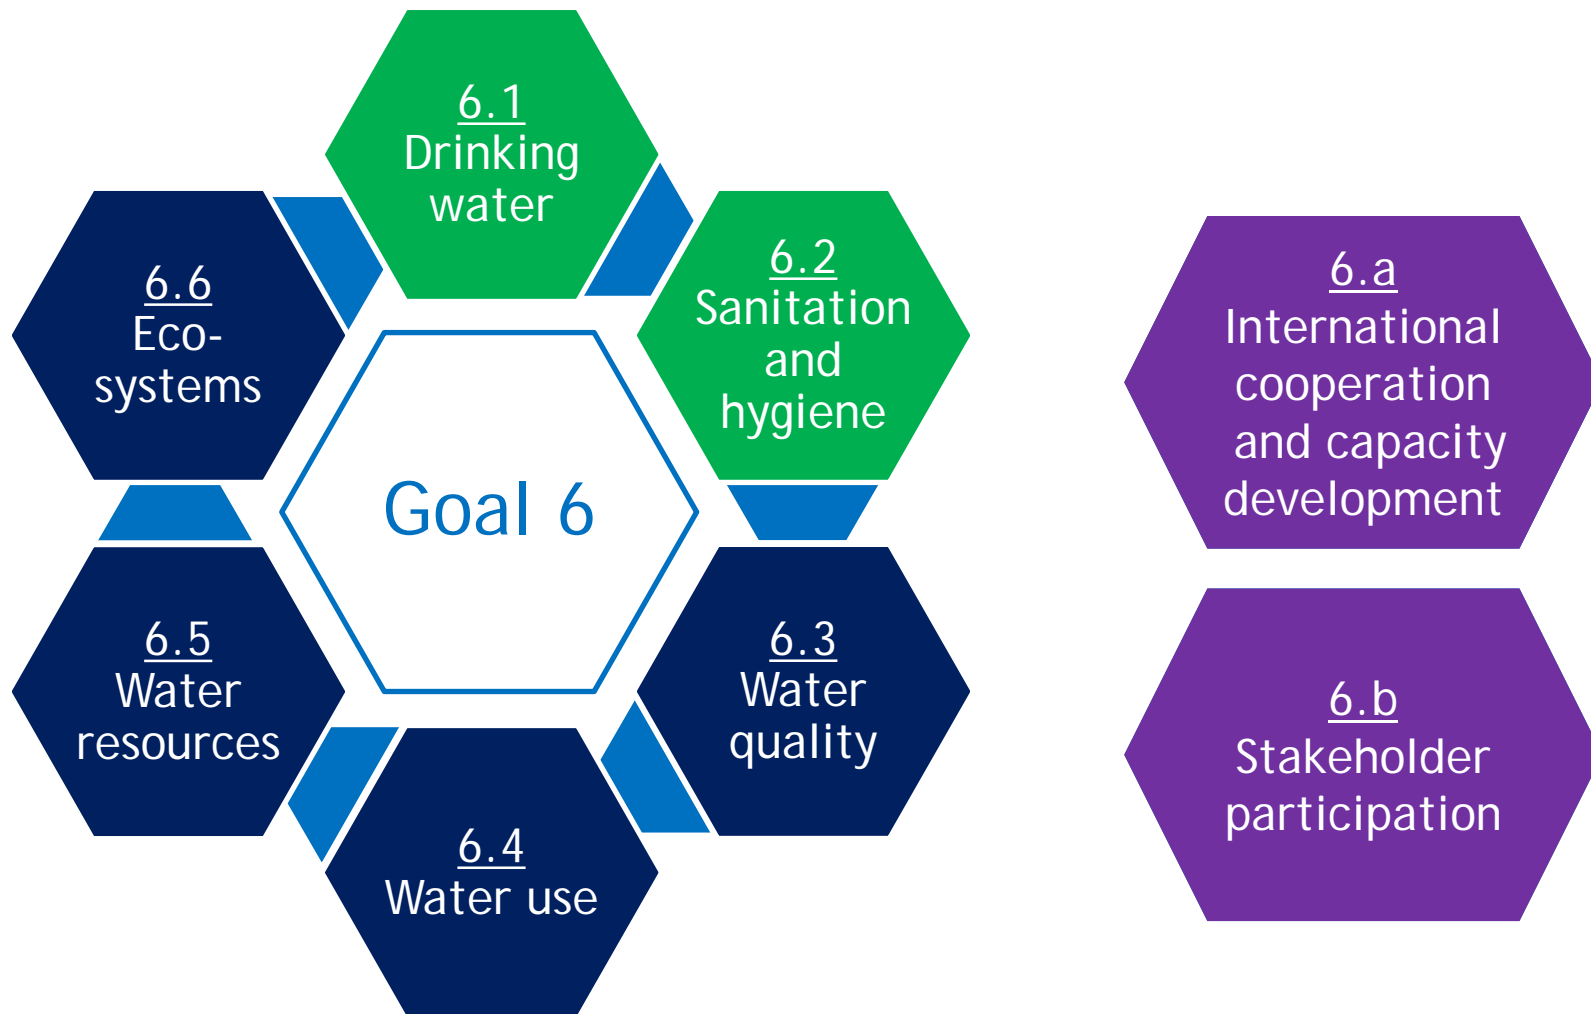 6.1
Drinking
water
6.2
Sanitation
and
hygiene
6.3
Water
quality
6.4
Water use
6.5
Water
resources
6.6
Eco-
systems
Goal 6
6.a
International
cooperation
and capacity
development
6.b
Stakeholder
participation